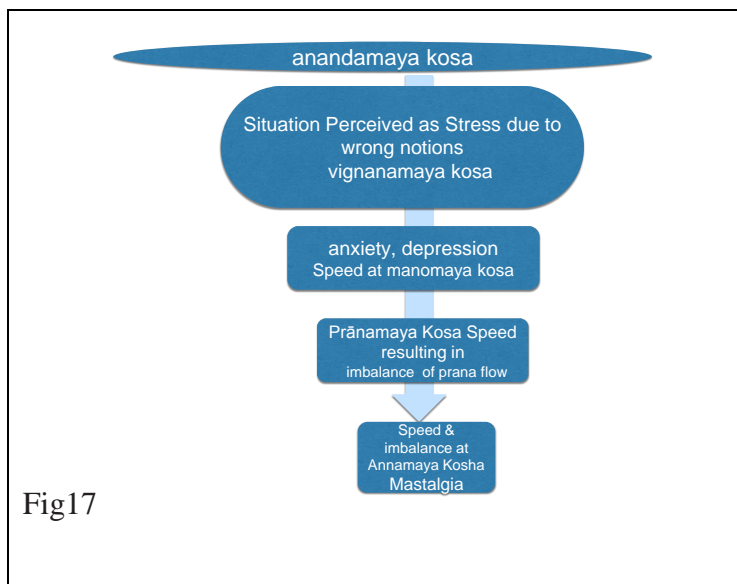 anandamaya kosa
Situation Perceived as Stress due to
wrong notions
vignanamaya kosa
anxiety, depression
Speed at manomaya kosa
Prānamaya Kosa Speed
resulting in
imbalance of prana flow
Speed &
imbalance at
Annamaya Kosha
Mastalgia
Fig17